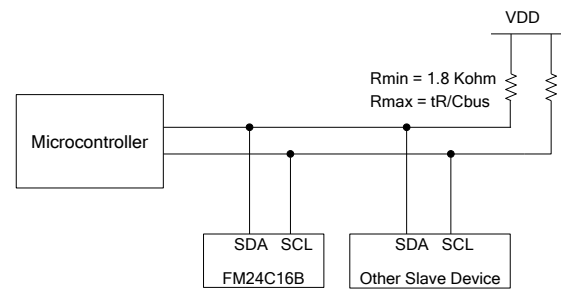 VDD
Rmin = 1.8 Kohm
Rmax = tR/Cbus
Microcontroller
SDA SCL
FM24C16B
SDA SCL
Other Slave Device